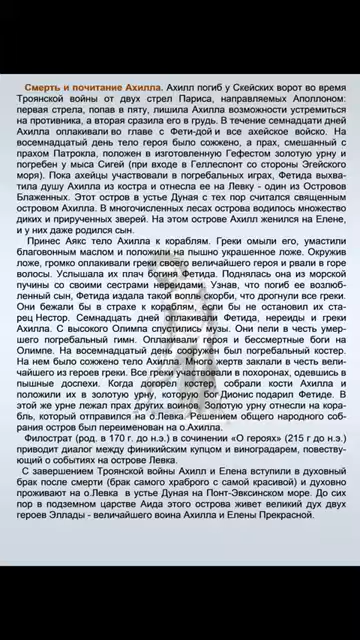 Смерть и почитание Ахилла. Ахилл погиб у Скейских ворот во время
Троянской войны от двух стрел Париса, направляемых Аполлоном:
первая стрела, попав в пяту, лишила Ахилла возможности устремиться
на противника, а вторая сразила его в грудь. В течение семнадцати дней
Ахилла оплакивали во главе с Фети-дой и все ахейское войско. На
восемнадцатый день тело героя было сожжено, а прах, смешанный с
прахом Патрокла, положен в изготовленную Гефестом золотую урну и
погребен у мыса Сигей (при входе в Геллеспонт со стороны Эгейского
моря). Пока ахейцы участвовали в погребальных играх, Фетида выхва-
тила душу Ахилла из костра и отнесла ее на Левку - один из Островов
Блаженных. Этот остров в устье Дуная с тех пор считался священным
островом Ахилла. В многочисленных лесах острова водилось множество
диких и прирученных зверей. На этом острове Ахилл женился на Елене,
и у них даже родился сын.
Принес Аякс тело Ахилла к кораблям. Греки омыли его, умастили
благовонным маслом и положили на пышно украшенное ложе. Окружив
ложе, громко оплакивали греки своего величайшего героя и рвали в горе
волосы. Услышала их плач богиня Фетида. Поднялась она из морской
пучины со своими сестрами нереидами. Узнав, что погиб ее возлюб-
ленный сын, Фетида издала такой вопль скорби, что дрогнули все греки.
Они бежали бы в страхе к кораблям, если бы не остановил их ста-
рец Нестор. Семнадцать дней оплакивали Фетида, нереиды и греки
Ахилла. С высокого Олимпа спустились музы. Они пели в честь умер-
шего погребальный гимн. Оплакивали героя и бессмертные боги на
Олимпе. На восемнадцатый день сооружен был погребальный костер.
На нем было сожжено тело Ахилла. Много жертв заклали в честь вели-
чайшего из героев греки. Все греки участвовали в похоронах, одевшись в
пышные доспехи. Когда догорел костер, собрали кости Ахилла и
положили их в золотую урну, которую бог Дионис подарил Фетиде. В
этой же урне лежал прах других воинов. Золотую урну отнесли на кора-
бль, который отправился на о.Левка. Решением общего народного соб-
рания остров был переименован на о.Ахилла.
Филострат (род. в 170 г. до н.э.) в сочинении «О героях» (215 г до н.э.)
приводит диалог между финикийским купцом и виноградарем, повеству-
ющий о событиях на острове Левка.
С завершением Троянской войны Ахилл и Елена вступили в духовный
брак после смерти (брак самого храброго с самой красивой) и духовно
проживают на о.Левка в устье Дуная на Понт-Эвксинском море. До сих
пор в подземном царстве Аида этого острова живет великий дух двух
героев Эллады - величайшего воина Ахилла и Елены Прекрасной.